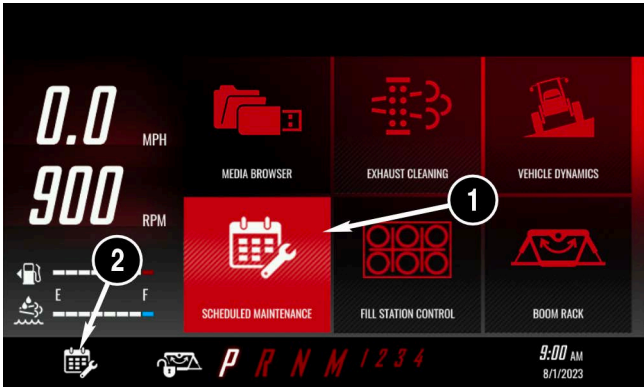 0.0 MPH
900 RPM
E F
MEDIA BROWSER
EXHAUST CLEANING
VEHICLE DYNAMICS
1
2
SCHEDULED MAINTENANCE
FILL STATION CONTROL
BOOM RACK
P R N M 1 2 3 4
9:00 AM
8/1/2023